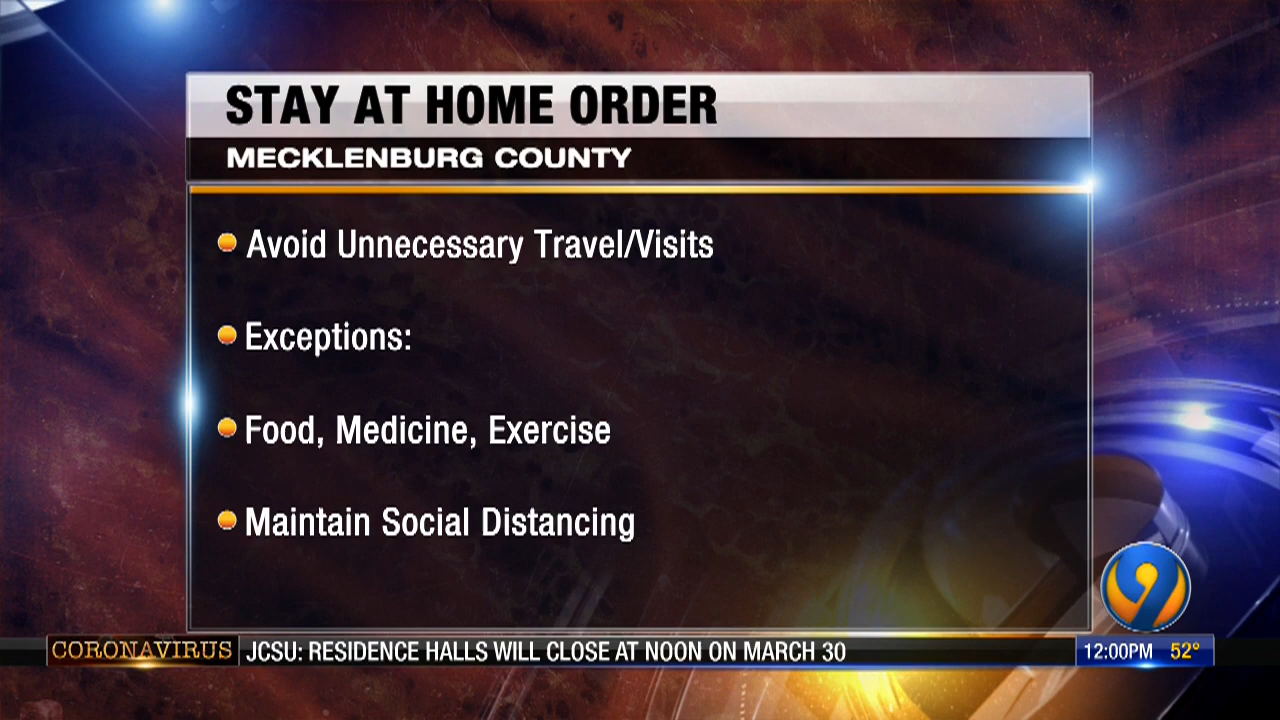 STAY AT HOME ORDER
MECKLENBURG COUNTY
Avoid Unnecessary Travel/Visits
Exceptions:
Food, Medicine, Exercise
Maintain Social Distancing
9
CORONAVIRUS JCSU: RESIDENCE HALLS WILL CLOSE AT NOON ON MARCH 30 12:00PM 52°